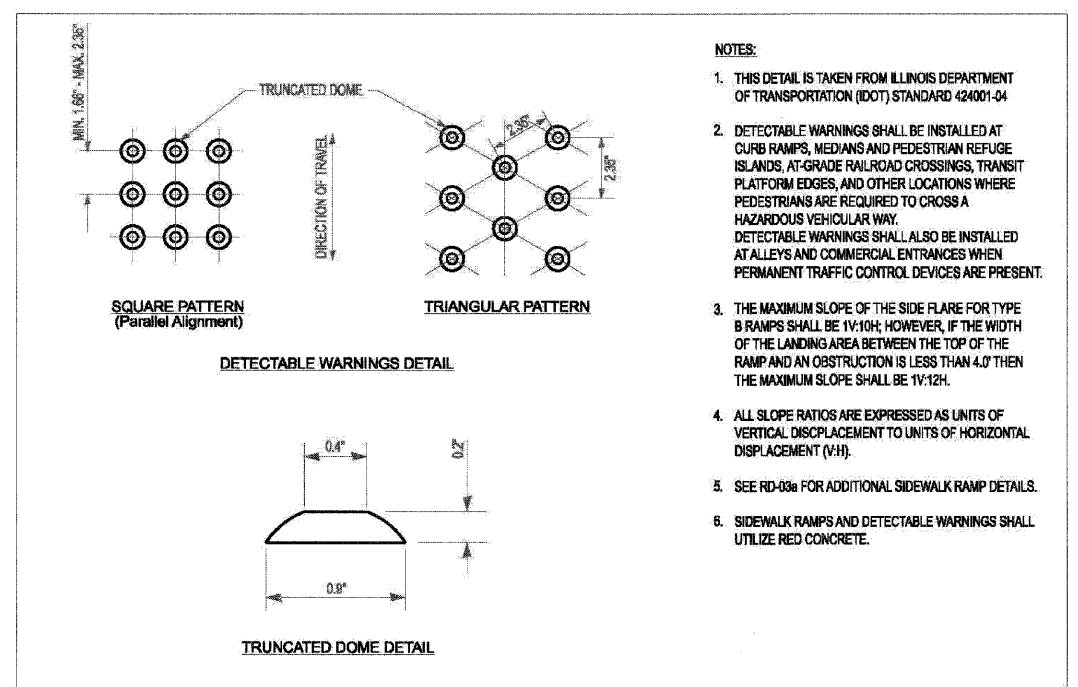 MIN. 1.66" - MAX. 2.35"
TRUNCATED DOME
DIRECTION OF TRAVEL
2.35"
2.35"
SQUARE PATTERN
(Parallel Alignment)
TRIANGULAR PATTERN
DETECTABLE WARNINGS DETAIL
0.4"
0.2"
0.9"
TRUNCATED DOME DETAIL
NOTES:
1. THIS DETAIL IS TAKEN FROM ILLINOIS DEPARTMENT
OF TRANSPORTATION (IDOT) STANDARD 424001-04
2. DETECTABLE WARNINGS SHALL BE INSTALLED AT
CURB RAMPS, MEDIANS AND PEDESTRIAN REFUGE
ISLANDS, AT-GRADE RAILROAD CROSSINGS, TRANSIT
PLATFORM EDGES, AND OTHER LOCATIONS WHERE
PEDESTRIANS ARE REQUIRED TO CROSS A
HAZARDOUS VEHICULAR WAY.
DETECTABLE WARNINGS SHALL ALSO BE INSTALLED
AT ALLEYS AND COMMERCIAL ENTRANCES WHEN
PERMANENT TRAFFIC CONTROL DEVICES ARE PRESENT.
3. THE MAXIMUM SLOPE OF THE SIDE FLARE FOR TYPE
B RAMPS SHALL BE 1V:10H; HOWEVER, IF THE WIDTH
OF THE LANDING AREA BETWEEN THE TOP OF THE
RAMP AND AN OBSTRUCTION IS LESS THAN 4.0' THEN
THE MAXIMUM SLOPE SHALL BE 1V:12H.
4. ALL SLOPE RATIOS ARE EXPRESSED AS UNITS OF
VERTICAL DISCPLACEMENT TO UNITS OF HORIZONTAL
DISPLACEMENT (V:H).
5. SEE RD-03a FOR ADDITIONAL SIDEWALK RAMP DETAILS.
6. SIDEWALK RAMPS AND DETECTABLE WARNINGS SHALL
UTILIZE RED CONCRETE.